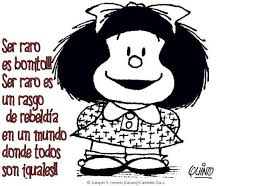 Ser raro
es bonito!!!
Ser raro es
un rasgo
de rebeldía
en un mundo
donde todos
son iguales!!
QUINO